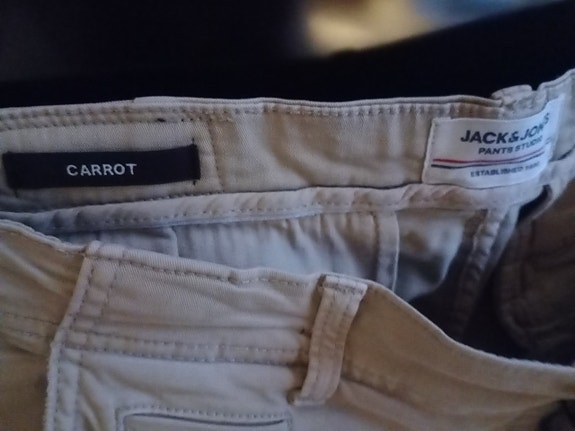 CARROT
JACK&JONES
PANTS STUDIO
ESTABLISHED